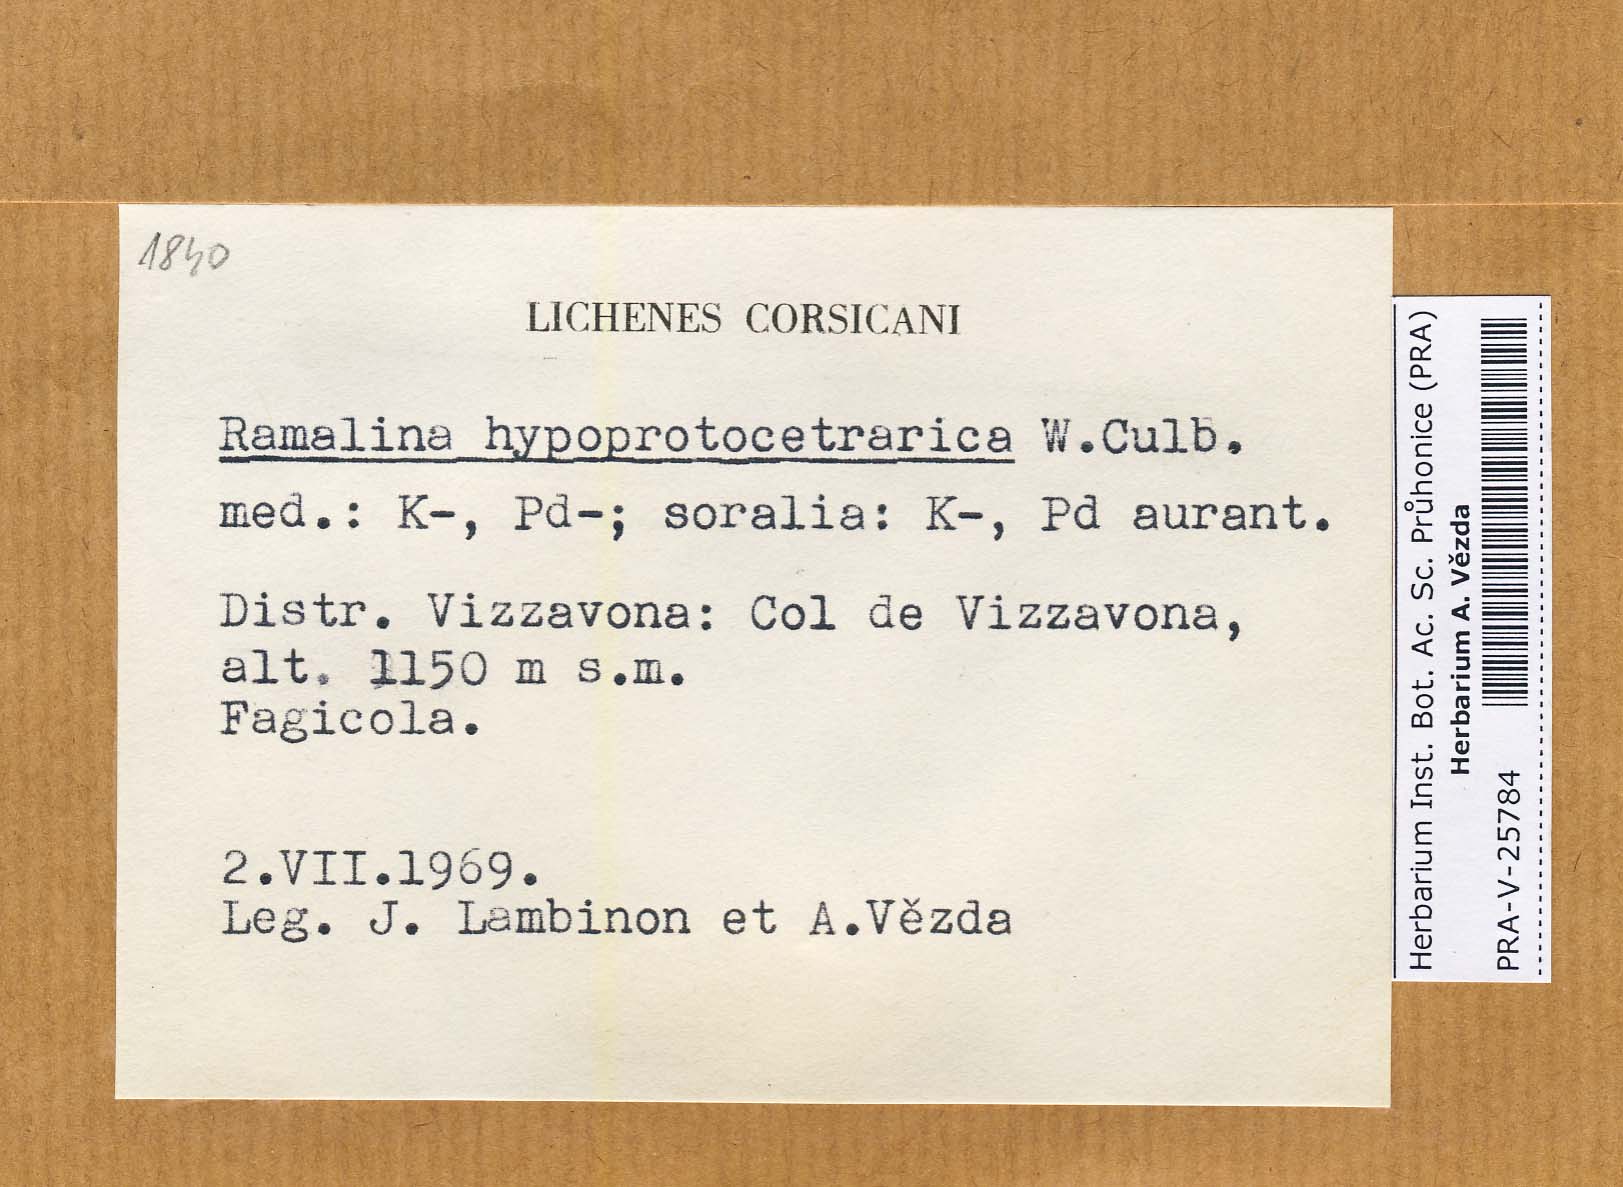 1840
LICHENES CORSICANI
Ramalina hypoprotocetrarica W.Culb.
med.: K-, Pd-; soralia: K-, Pd aurant.
Distr. Vizzavona: Col de Vizzavona,
alt. 1150 m s.m.
Fagicola.
2.VII.1969.
Leg. J. Lambinon et A.Vězda
Herbarium Inst. Bot. Ac. Sc. Průhonice (PRA)
Herbarium A. Vězda
PRA-V-25784